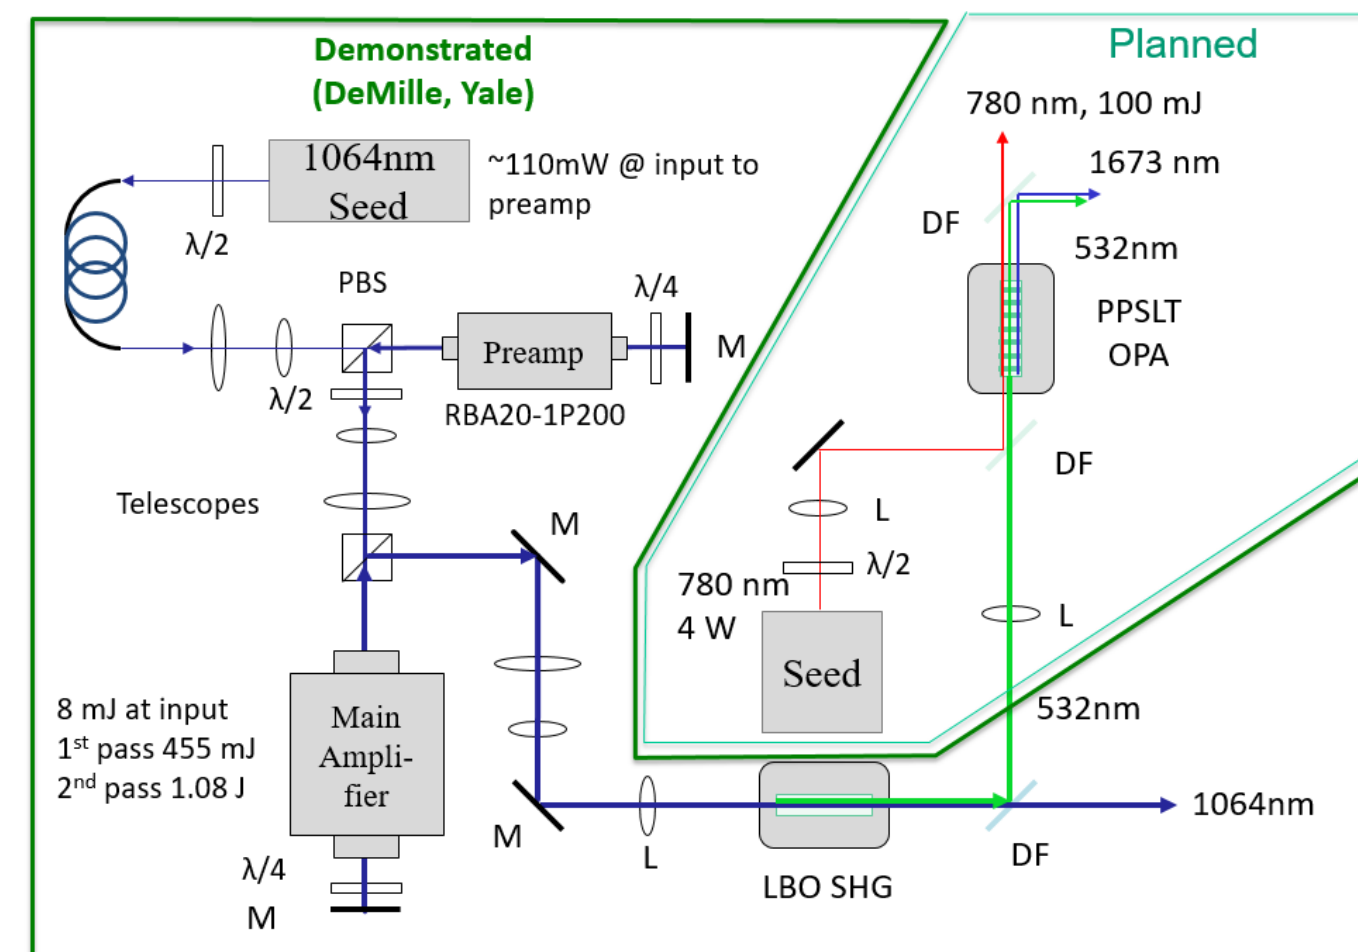 Demonstrated
(DeMille, Yale)
Planned
780 nm, 100 mJ
1673 nm
DF
532nm
PPSLT
OPA
1064nm
Seed
~110mW @ input to
preamp
λ/2
PBS
λ/4
Preamp
M
λ/2
RBA20-1P200
DF
Telescopes
M
L
λ/2
780 nm
4 W
Seed
L
532nm
8 mJ at input
1st pass 455 mJ
2nd pass 1.08 J
Main
Ampli-
fier
λ/4
M
M
L
LBO SHG
DF
1064nm